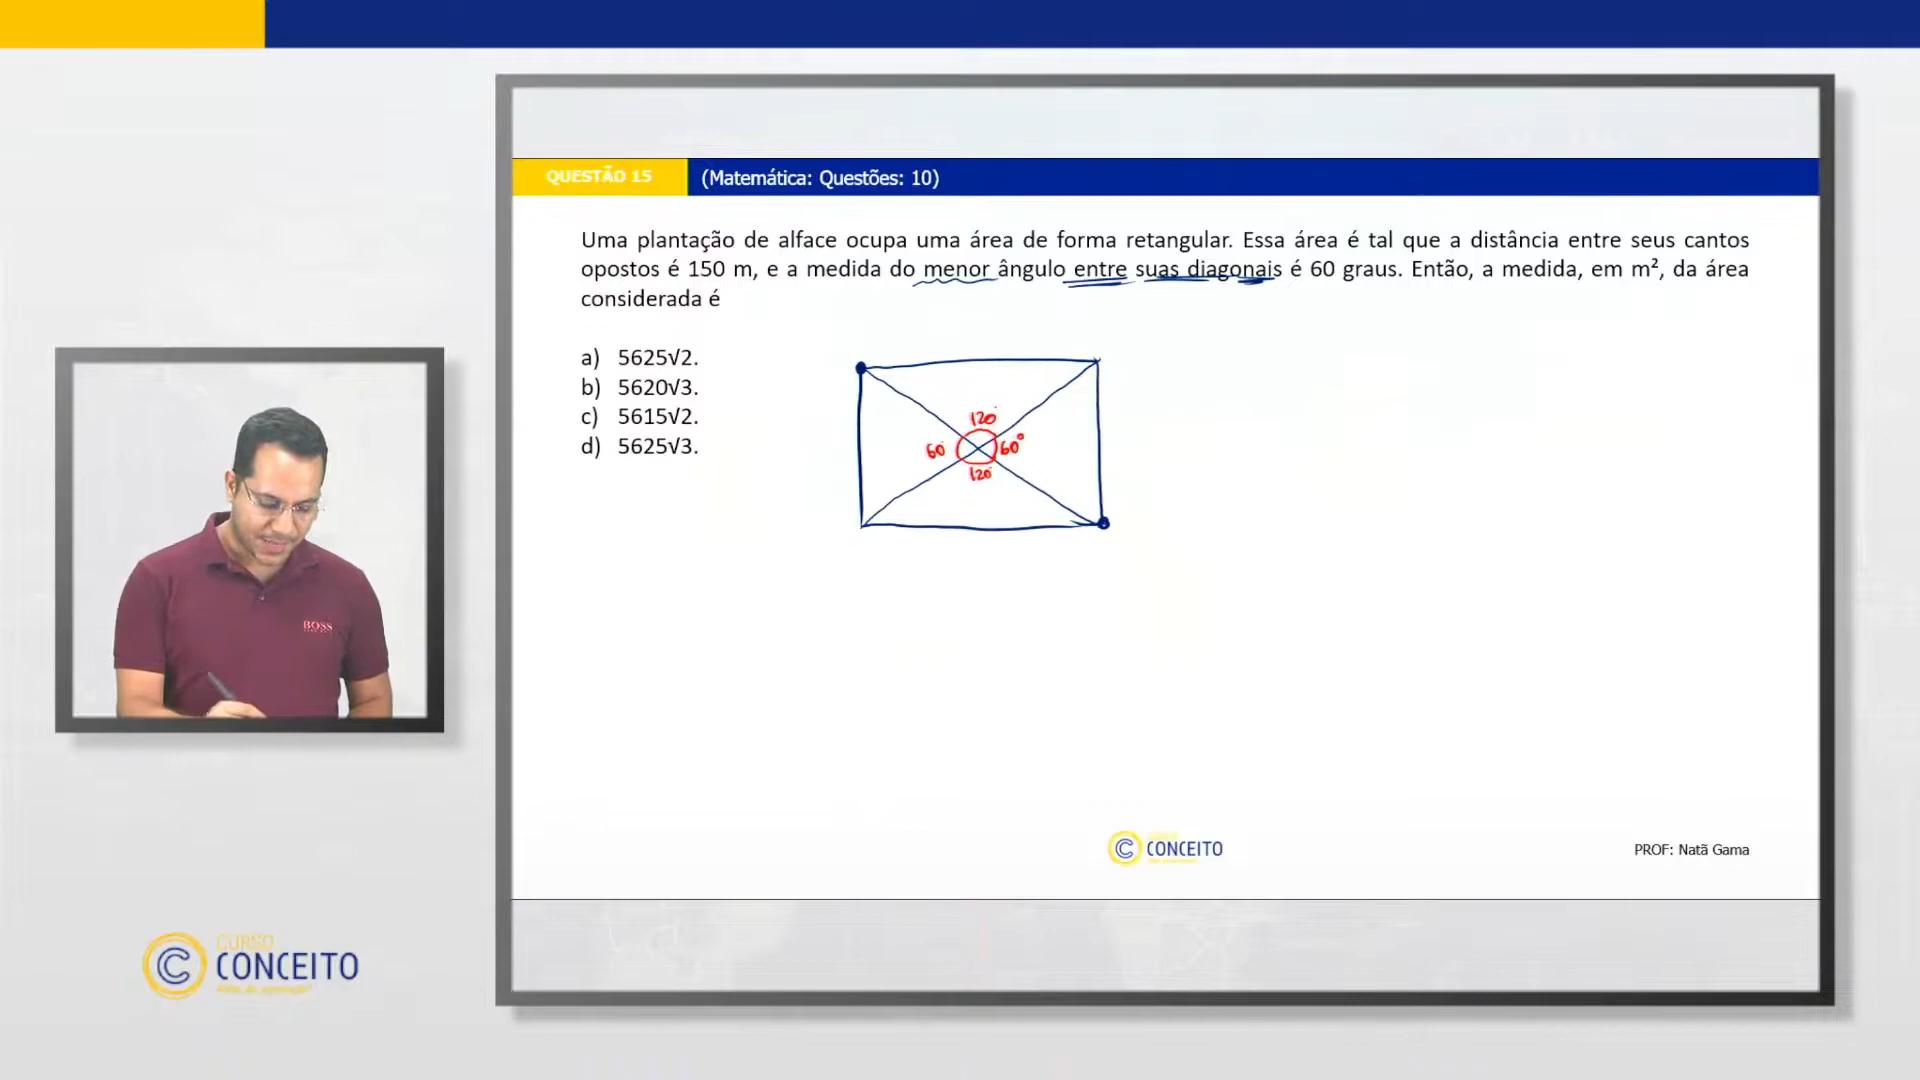 QUESTÃO 15
(Matemática: Questões: 10)
Uma plantação de alface ocupa uma área de forma retangular. Essa área é tal que a distância entre seus cantos
opostos é 150 m, e a medida do menor ângulo entre suas diagonais é 60 graus. Então, a medida, em m², da área
considerada é
a) 5625√2.
b) 5620√3.
c) 5615√2.
d) 5625√3.
120°
60°
60°
120°
BOSS
CONCEITO
PROF: Natã Gama
CURSO
CONCEITO